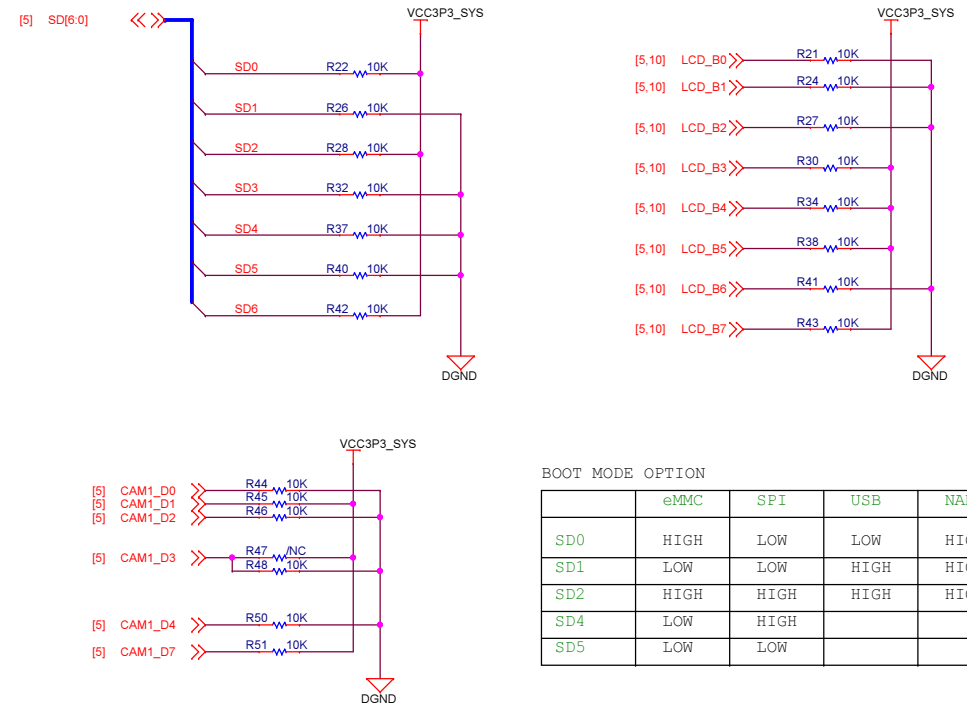 [5] SD[6:0]
VCC3P3_SYS
SD0 R22 10K
SD1 R26 10K
SD2 R28 10K
SD3 R32 10K
SD4 R37 10K
SD5 R40 10K
SD6 R42 10K
DGND
VCC3P3_SYS
[5,10] LCD_B0 R21 10K
[5,10] LCD_B1 R24 10K
[5,10] LCD_B2 R27 10K
[5,10] LCD_B3 R30 10K
[5,10] LCD_B4 R34 10K
[5,10] LCD_B5 R38 10K
[5,10] LCD_B6 R41 10K
[5,10] LCD_B7 R43 10K
DGND
VCC3P3_SYS
[5] CAM1_D0 R44 10K
[5] CAM1_D1 R45 10K
[5] CAM1_D2 R46 10K
[5] CAM1_D3 R47 /NC
R48 10K
[5] CAM1_D4 R50 10K
[5] CAM1_D7 R51 10K
DGND
BOOT MODE OPTION
eMMC SPI USB
SD0 HIGH LOW LOW
SD1 LOW LOW HIGH
SD2 HIGH HIGH HIGH
SD4 LOW HIGH
SD5 LOW LOW